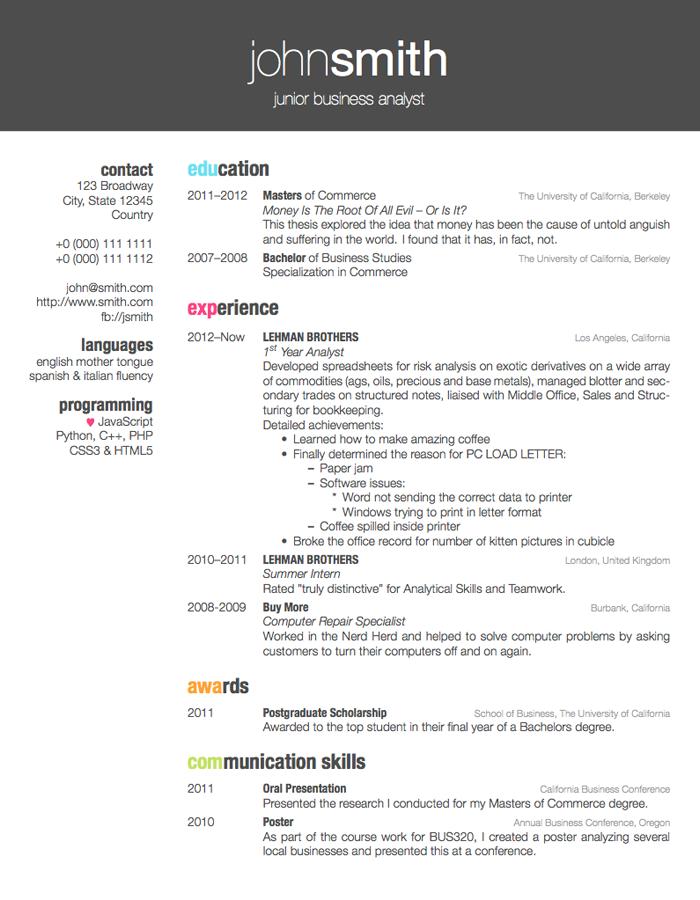 johnsmith
junior business analyst
contact
123 Broadway
City, State 12345
Country
+0 (000) 111 1111
+0 (000) 111 1112
john@smith.com
http://www.smith.com
fb://jsmith
languages
english mother tongue
spanish & italian fluency
programming
♥ JavaScript
Python, C++, PHP
CSS3 & HTML5
education
2011–2012 Masters of Commerce The University of California, Berkeley
Money Is The Root Of All Evil – Or Is It?
This thesis explored the idea that money has been the cause of untold anguish
and suffering in the world. I found that it has, in fact, not.
2007–2008 Bachelor of Business Studies The University of California, Berkeley
Specialization in Commerce
experience
2012–Now LEHMAN BROTHERS Los Angeles, California
1st Year Analyst
Developed spreadsheets for risk analysis on exotic derivatives on a wide array
of commodities (ags, oils, precious and base metals), managed blotter and sec-
ondary trades on structured notes, liaised with Middle Office, Sales and Struc-
turing for bookkeeping.
Detailed achievements:
• Learned how to make amazing coffee
• Finally determined the reason for PC LOAD LETTER:
– Paper jam
– Software issues:
* Word not sending the correct data to printer
* Windows trying to print in letter format
– Coffee spilled inside printer
• Broke the office record for number of kitten pictures in cubicle
2010–2011 LEHMAN BROTHERS London, United Kingdom
Summer Intern
Rated "truly distinctive" for Analytical Skills and Teamwork.
2008-2009 Buy More Burbank, California
Computer Repair Specialist
Worked in the Nerd Herd and helped to solve computer problems by asking
customers to turn their computers off and on again.
awards
2011 Postgraduate Scholarship School of Business, The University of California
Awarded to the top student in their final year of a Bachelors degree.
communication skills
2011 Oral Presentation California Business Conference
Presented the research I conducted for my Masters of Commerce degree.
2010 Poster Annual Business Conference, Oregon
As part of the course work for BUS320, I created a poster analyzing several
local businesses and presented this at a conference.